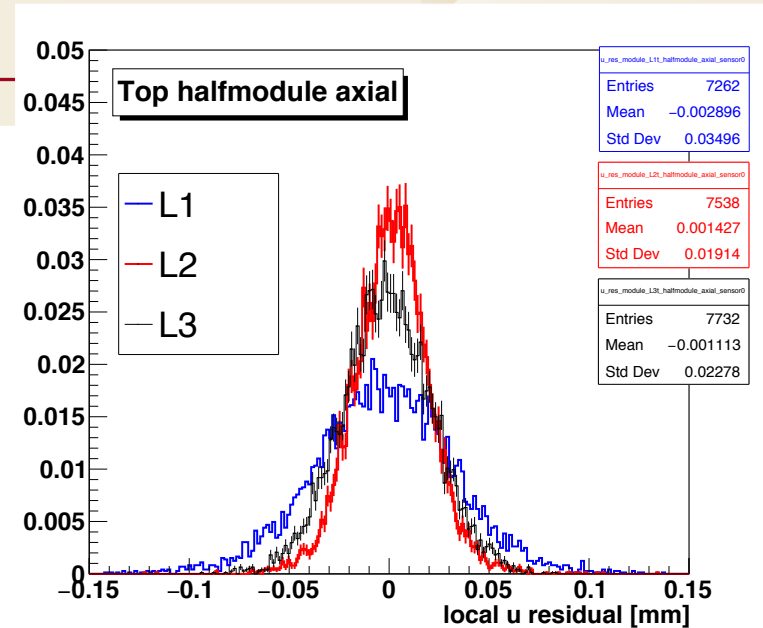 0.05
0.045
0.04
0.035
0.03
0.025
0.02
0.015
0.01
0.005
0
Top halfmodule axial
L1
L2
L3
u_res_module_L1t_halfmodule_axial_sensor0
Entries 7262
Mean −0.002896
Std Dev 0.03496
u_res_module_L2t_halfmodule_axial_sensor0
Entries 7538
Mean 0.001427
Std Dev 0.01914
u_res_module_L3t_halfmodule_axial_sensor0
Entries 7732
Mean −0.001113
Std Dev 0.02278
−0.15 −0.1 −0.05 0 0.05 0.1 0.15
local u residual [mm]